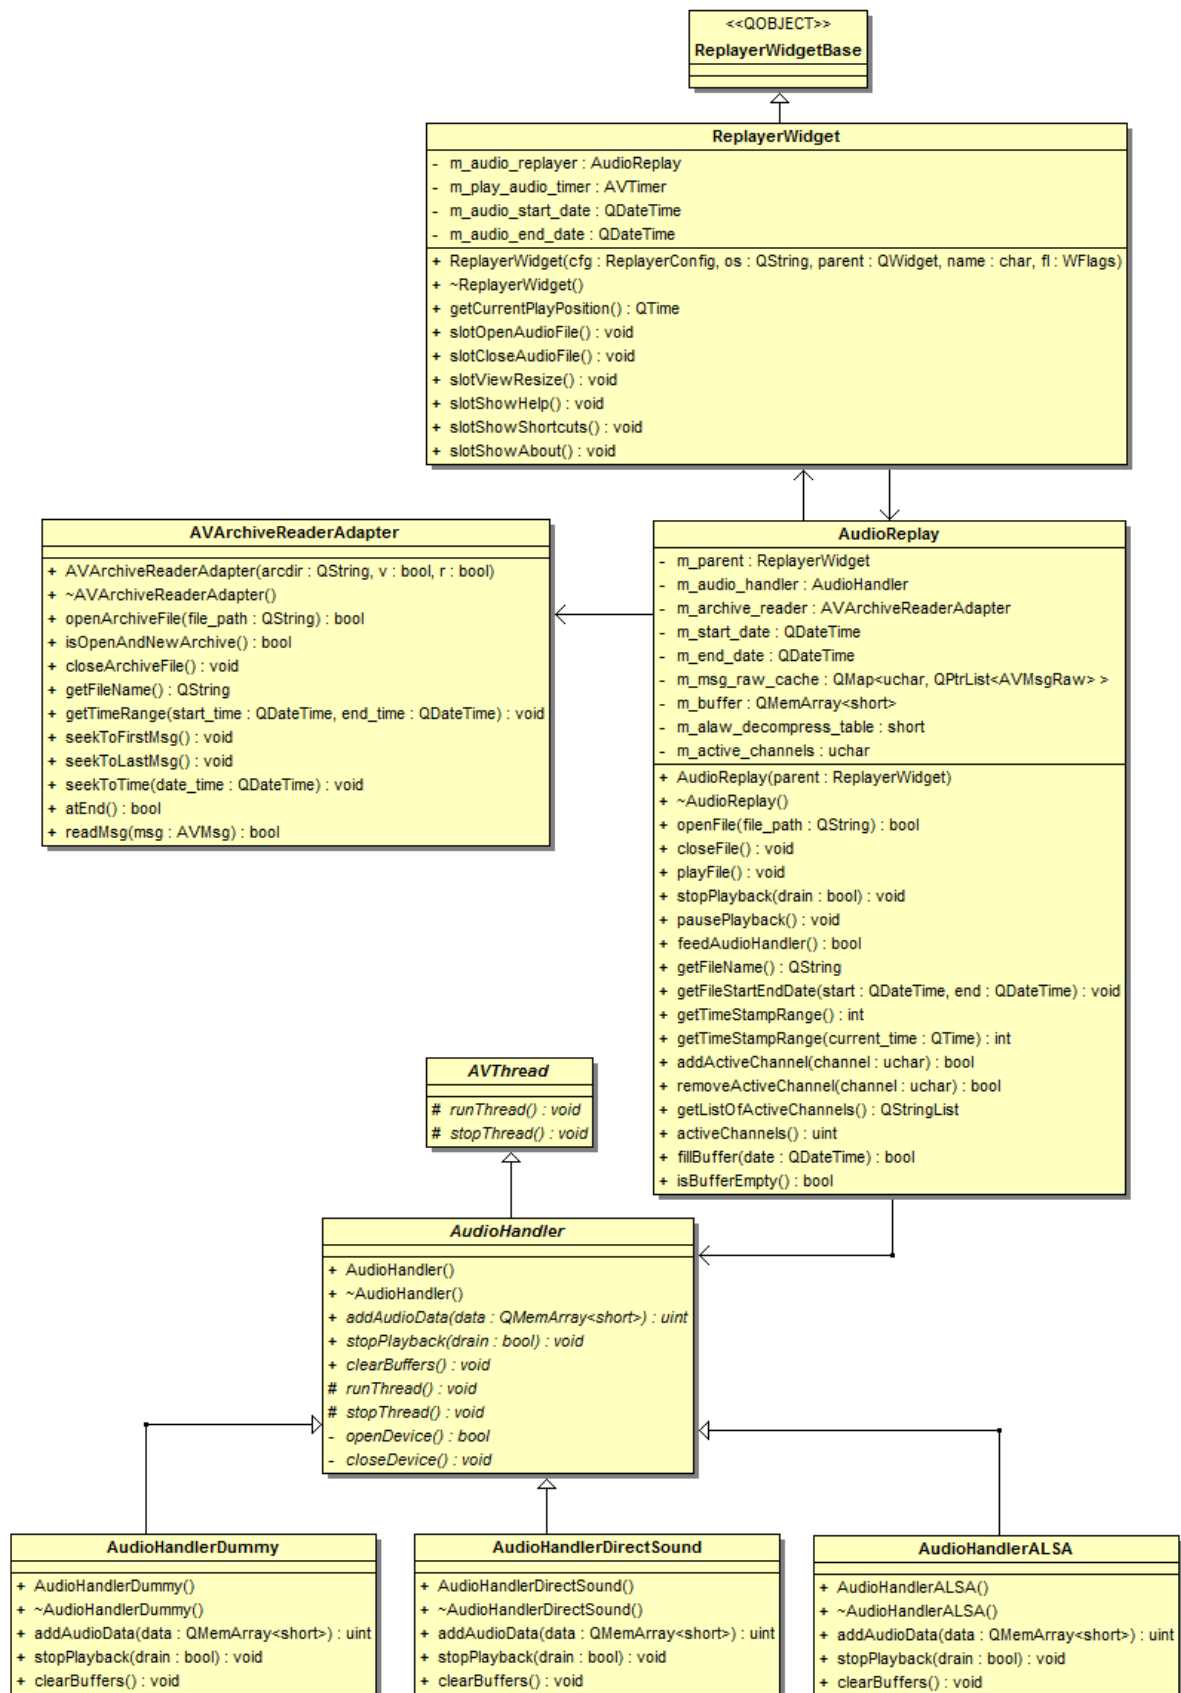 <<QOBJECT>>
ReplayerWidgetBase
ReplayerWidget
- m_audio_replayer : AudioReplay
- m_play_audio_timer : AVTimer
- m_audio_start_date : QDateTime
- m_audio_end_date : QDateTime
+ ReplayerWidget(cfg : ReplayerConfig, os : QString, parent : QWidget, name : char, fl : WFlags)
+ ~ReplayerWidget()
+ getCurrentPlayPosition() : QTime
+ slotOpenAudioFile() : void
+ slotCloseAudioFile() : void
+ slotViewResize() : void
+ slotShowHelp() : void
+ slotShowShortcuts() : void
+ slotShowAbout() : void
AVArchiveReaderAdapter
+ AVArchiveReaderAdapter(arcdir : QString, v : bool, r : bool)
+ ~AVArchiveReaderAdapter()
+ openArchiveFile(file_path : QString) : bool
+ isOpenAndNewArchive() : bool
+ closeArchiveFile() : void
+ getFileName() : QString
+ getTimeRange(start_time : QDateTime, end_time : QDateTime) : void
+ seekToFirstMsg() : void
+ seekToLastMsg() : void
+ seekToTime(date_time : QDateTime) : void
+ atEnd() : bool
+ readMsg(msg : AVMsg) : bool
AudioReplay
- m_parent : ReplayerWidget
- m_audio_handler : AudioHandler
- m_archive_reader : AVArchiveReaderAdapter
- m_start_date : QDateTime
- m_end_date : QDateTime
- m_msg_raw_cache : QMap<uchar, QPtrList<AVMsgRaw> >
- m_buffer : QMemArray<short>
- m_alaw_decompress_table : short
- m_active_channels : uchar
+ AudioReplay(parent : ReplayerWidget)
+ ~AudioReplay()
+ openFile(file_path : QString) : bool
+ closeFile() : void
+ playFile() : void
+ stopPlayback(drain : bool) : void
+ pausePlayback() : void
+ feedAudioHandler() : bool
+ getFileName() : QString
+ getFileStartEndDate(start : QDateTime, end : QDateTime) : void
+ getTimeStampRange() : int
+ getTimeStampRange(current_time : QTime) : int
+ addActiveChannel(channel : uchar) : bool
+ removeActiveChannel(channel : uchar) : bool
+ getListOfActiveChannels() : QStringList
+ activeChannels() : uint
+ fillBuffer(date : QDateTime) : bool
+ isBufferEmpty() : bool
AVThread
# runThread() : void
# stopThread() : void
AudioHandler
+ AudioHandler()
+ ~AudioHandler()
+ addAudioData(data : QMemArray<short>) : uint
+ stopPlayback(drain : bool) : void
+ clearBuffers() : void
# runThread() : void
# stopThread() : void
- openDevice() : bool
- closeDevice() : void
AudioHandlerDummy
+ AudioHandlerDummy()
+ ~AudioHandlerDummy()
+ addAudioData(data : QMemArray<short>) : uint
+ stopPlayback(drain : bool) : void
+ clearBuffers() : void
AudioHandlerDirectSound
+ AudioHandlerDirectSound()
+ ~AudioHandlerDirectSound()
+ addAudioData(data : QMemArray<short>) : uint
+ stopPlayback(drain : bool) : void
+ clearBuffers() : void
AudioHandlerALSA
+ AudioHandlerALSA()
+ ~AudioHandlerALSA()
+ addAudioData(data : QMemArray<short>) : uint
+ stopPlayback(drain : bool) : void
+ clearBuffers() : void